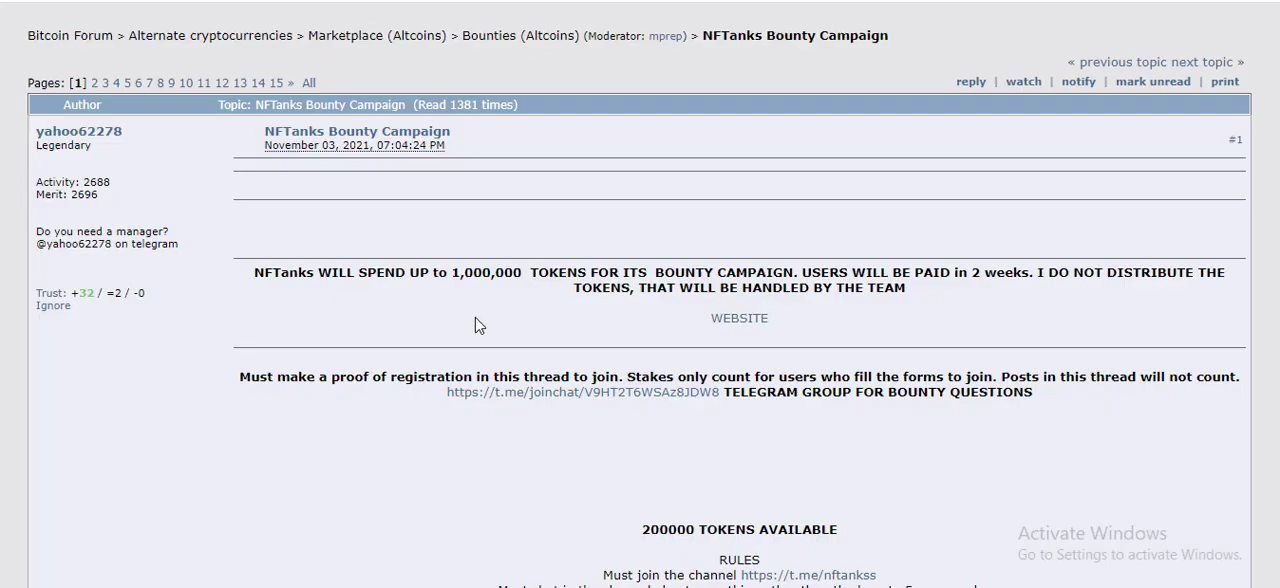 Bitcoin Forum > Alternate cryptocurrencies > Marketplace (Altcoins) > Bounties (Altcoins) (Moderator: mprep) > NFTanks Bounty Campaign
« previous topic next topic »
Pages: [1] 2 3 4 5 6 7 8 9 10 11 12 13 14 15 » All
reply | watch | notify | mark unread | print
Author Topic: NFTanks Bounty Campaign (Read 1381 times)
yahoo62278
Legendary
Activity: 2688
Merit: 2696
Do you need a manager?
@yahoo62278 on telegram
Trust: +32 / =2 / -0
Ignore
NFTanks Bounty Campaign
November 03, 2021, 07:04:24 PM
#1
NFTanks WILL SPEND UP to 1,000,000 TOKENS FOR ITS BOUNTY CAMPAIGN. USERS WILL BE PAID in 2 weeks. I DO NOT DISTRIBUTE THE
TOKENS, THAT WILL BE HANDLED BY THE TEAM
WEBSITE
Must make a proof of registration in this thread to join. Stakes only count for users who fill the forms to join. Posts in this thread will not count.
https://t.me/joinchat/V9HT2T6WSAz8JDW8 TELEGRAM GROUP FOR BOUNTY QUESTIONS
200000 TOKENS AVAILABLE
RULES
Must join the channel https://t.me/nftankss
Activate Windows
Go to Settings to activate Windows.